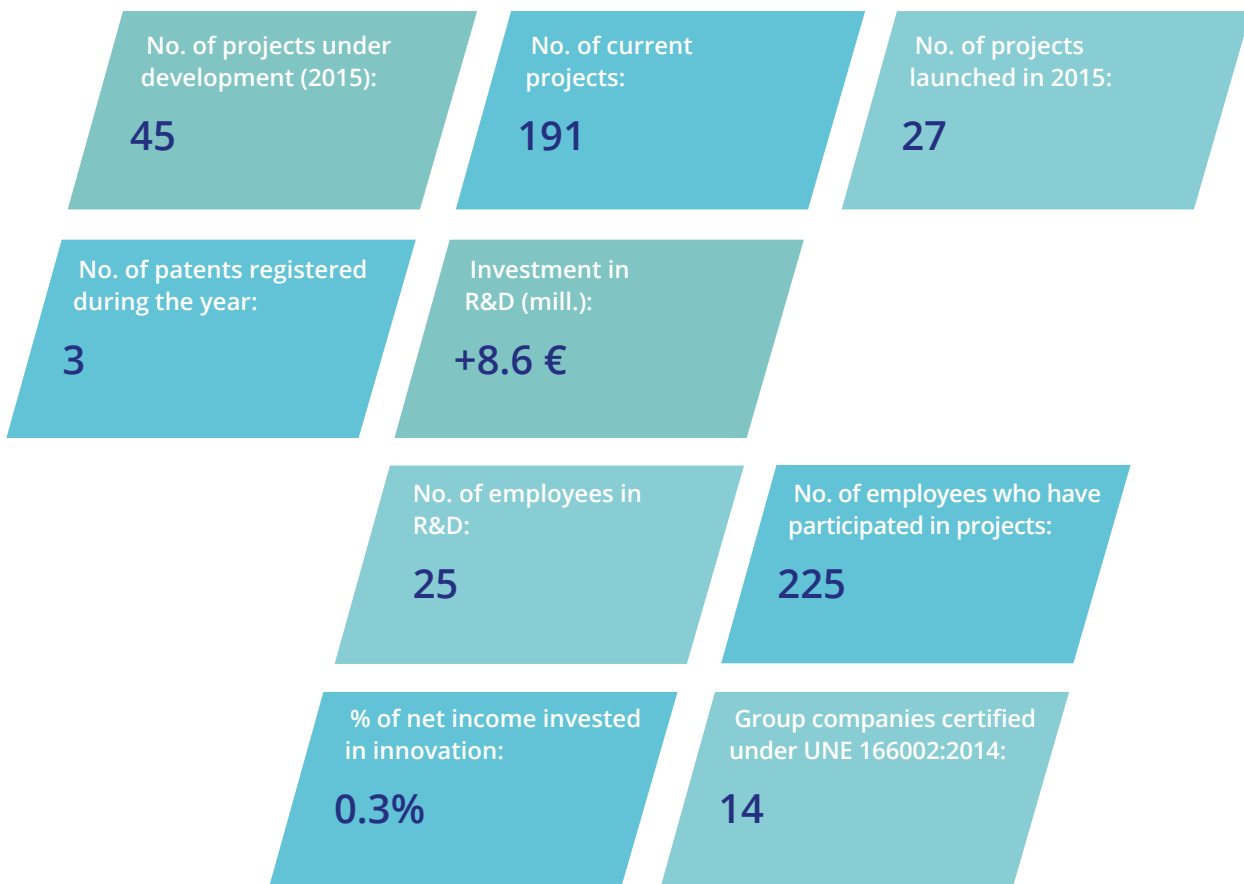 No. of projects under
development (2015):
45
No. of current
projects:
191
No. of projects
launched in 2015:
27
No. of patents registered
during the year:
3
Investment in
R&D (mill.):
+8.6 €
No. of employees in
R&D:
25
No. of employees who have
participated in projects:
225
% of net income invested
in innovation:
0.3%
Group companies certified
under UNE 166002:2014:
14